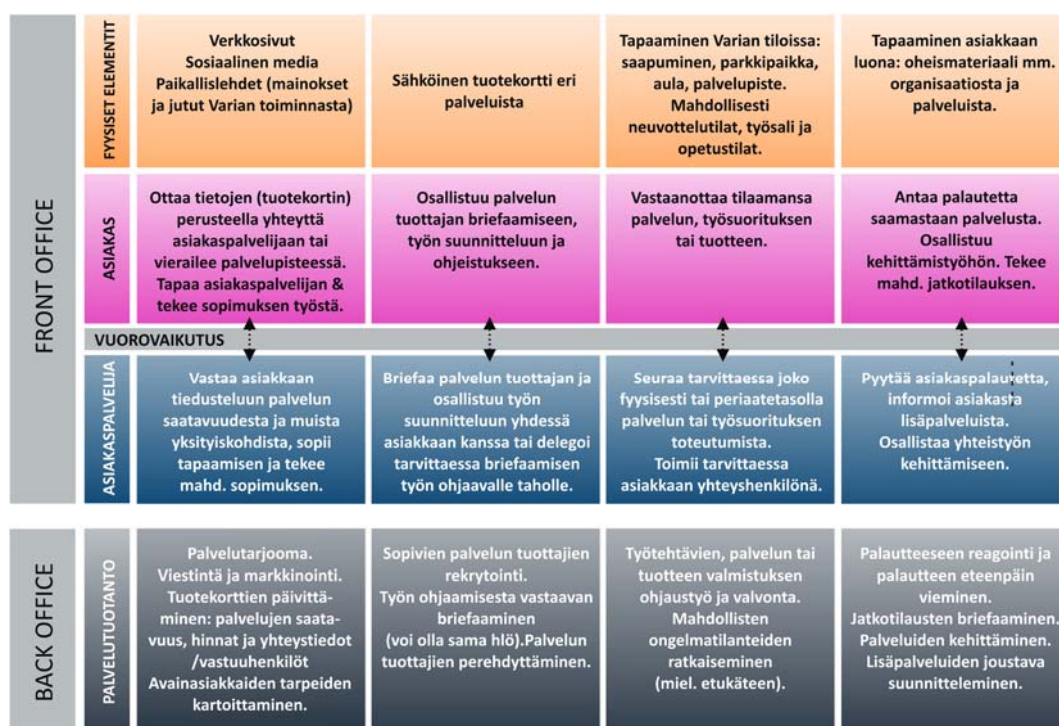 FRONT OFFICE
FYYSISET ELEMENTIT
Verkkosivut
Sosiaalinen media
Paikallislehdet (mainokset
ja jutut Varian toiminnasta)
Sähköinen tuotekortti eri
palveluista
Tapaaminen Varian tiloissa:
saapuminen, parkkipaikka,
aula, palvelupiste.
Mahdollisesti
neuvottelutilat, työsali ja
opetustilat.
Tapaaminen asiakkaan
luona: oheismateriaali mm.
organisaatiosta ja
palveluista.
ASIAKAS
Ottaa tietojen (tuotekortin)
perusteella yhteyttä
asiakaspalvelijaan tai
vierailee palvelupisteessä.
Tapaa asiakaspalvelijan &
tekee sopimuksen työstä.
Osallistuu palvelun
tuottajan briefaamiseen,
työn suunnitteluun ja
ohjeistukseen.
Vastaanottaa tilaamansa
palvelun, työsuorituksen
tai tuotteen.
Antaa palautetta
saamastaan palvelusta.
Osallistuu
kehittämistyöhön. Tekee
mahd. jatkotilauksen.
VUOROVAIKUTUS
ASIAKASPALVELIJA
Vastaa asiakkaan
tiedusteluun palvelun
saatavuudesta ja muista
yksityiskohdista, sopii
tapaamisen ja tekee
mahd. sopimuksen.
Briefaa palvelun tuottajan ja
osallistuu työn
suunnitteluun yhdessä
asiakkaan kanssa tai delegoi
tarvittaessa briefaamisen
työn ohjaavalle taholle.
Seuraa tarvittaessa joko
fyysisesti tai periaatetasolla
palvelun tai työsuorituksen
toteutumista.
Toimii tarvittaessa
asiakkaan yhteyshenkilönä.
Pyytää asiakaspalautetta,
informoi asiakasta
lisäpalveluista.
Osallistaa yhteistyön
kehittämiseen.
BACK OFFICE
PALVELUTUOTANTO
Palvelutarjooma.
Viestintä ja markkinointi.
Tuotekorttien päivittä-
minen: palvelujen saata-
vuus, hinnat ja yhteystiedot
/vastuuhenkilöt
Avainasiakkaiden tarpeiden
kartoittaminen.
Sopivien palvelun tuottajien
rekrytointi.
Työn ohjaamisesta vastaavan
briefaaminen
(voi olla sama hlö).Palvelun
tuottajien perehdyttäminen.
Työtehtävien, palvelun tai
tuotteen valmistuksen
ohjaustyö ja valvonta.
Mahdollisten
ongelmatilanteiden
ratkaiseminen
(miel. etukäteen).
Palautteeseen reagointi ja
palautteen eteenpäin
vieminen.
Jatkotilausten briefaaminen.
Palveluiden kehittäminen.
Lisäpalveluiden joustava
suunnitteleminen.